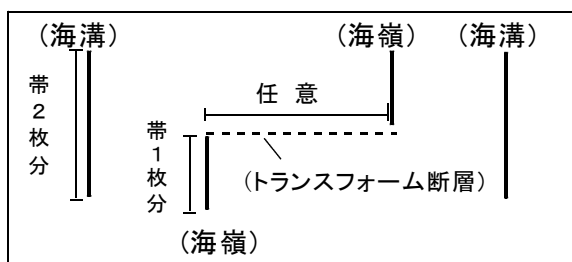 (海溝)
(海嶺)
(海溝)
帯2枚分
任 意
帯1枚分
(トランスフォーム断層)
(海嶺)